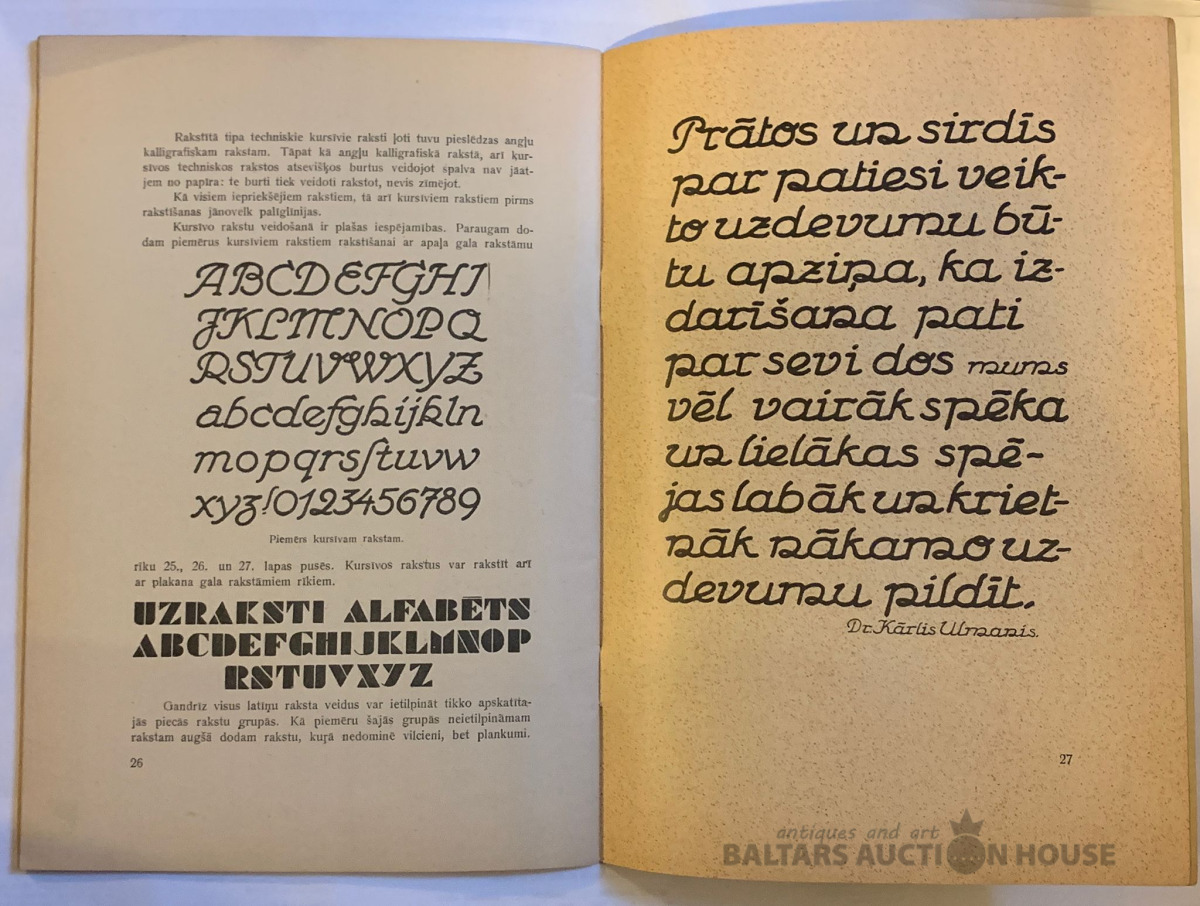 Rakstītā tipa techniskie kursīvie raksti ļoti tuvu pieslēdzas angļu
kalligrafiskam rakstam. Tāpat kā angļu kalligrafiskā rakstā, arī kur-
sīvos techniskos rakstos atsevišķos burtus veidojot spalva nav jāat-
ņem no papīra: te burti tiek veidoti rakstot, nevis zīmējot.
Kā visiem iepriekšējiem rakstiem, tā arī kursīviem rakstiem pirms
rakstīšanas jānovelk palīglīnijas.
Kursīvo rakstu veidošanā ir plašas iespējamības. Paraugam do-
dam piemērus kursīviem rakstiem rakstīšanai ar apaļa gala rakstāmu
ABCDEFGHI
JKLMNOPQ
RSTUVWXYZ
abcdefghijkln
mopqrsſtuvw
xyz!0123456789
Piemērs kursīvam rakstam.
rīku 25., 26. un 27. lapas pusēs. Kursīvos rakstus var rakstīt arī
ar plakana gala rakstāmiem rīkiem.
UZRAKSTI ALFABĒTS
ABCDEFGHIJKLMNOP
RSTUVXYZ
Gandrīz visus latīņu raksta veidus var ietilpināt tikko apskatīta-
jās piecās rakstu grupās. Kā piemēru šajās grupās neietilpināmam
rakstam augšā dodam rakstu, kuŗā nedominē vilcieni, bet plankumi.
26
Prātos un sirdīs
par patiesi veik-
to uzdevumu bū-
tu apziņa, ka iz-
darīšana pati
par sevi dos mums
vēl vairāk spēka
un lielākas spē-
jas labāk un kriet-
nāk nākamo uz-
devumu pildīt.
Dr. Kārlis Ulmanis.
27
antiques and art
BALTARS AUCTION HOUSE